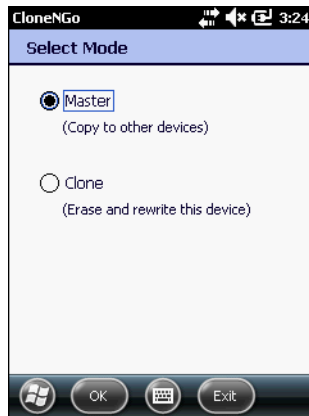 CloneNGo 3:24
Select Mode
Master
(Copy to other devices)
Clone
(Erase and rewrite this device)
OK Exit